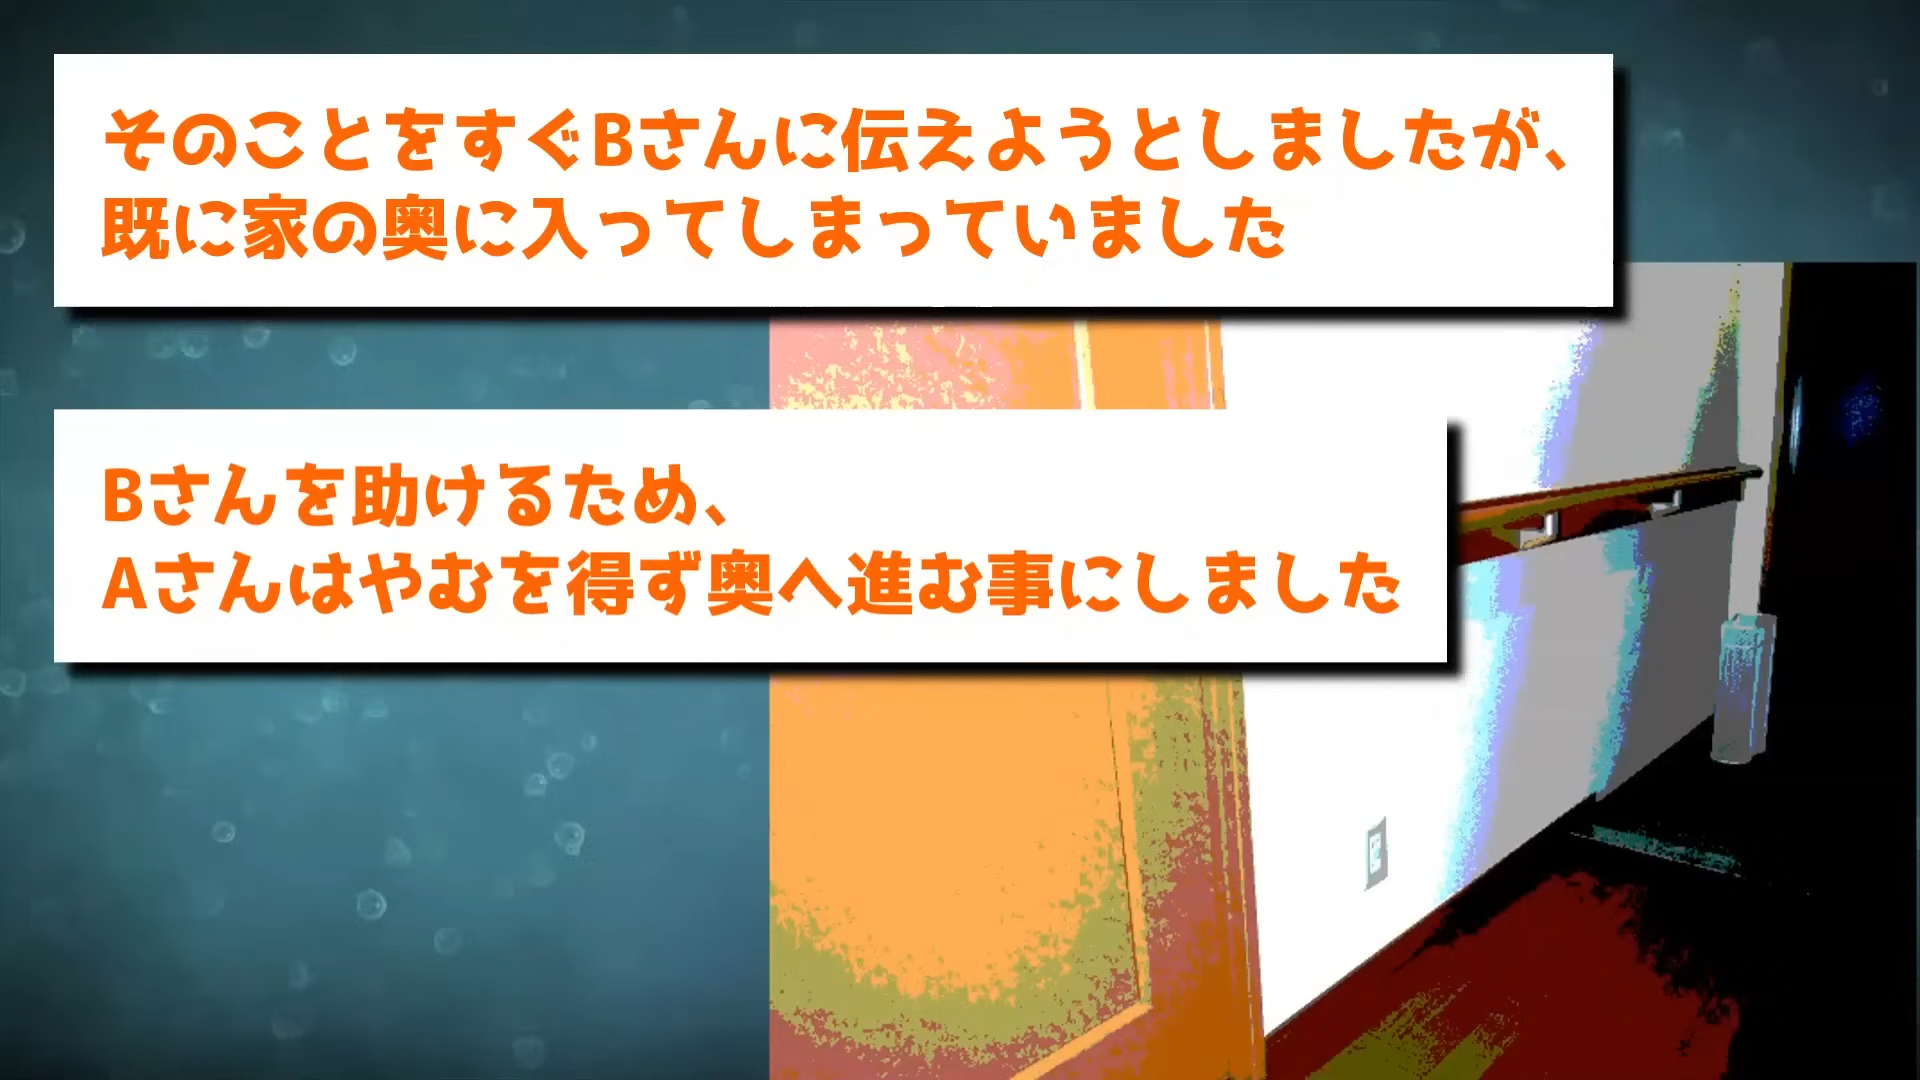 そのことをすぐBさんに伝えようとしましたが、
既に家の奥に入ってしまっていました
Bさんを助けるため、
Aさんはやむを得ず奥へ進む事にしました